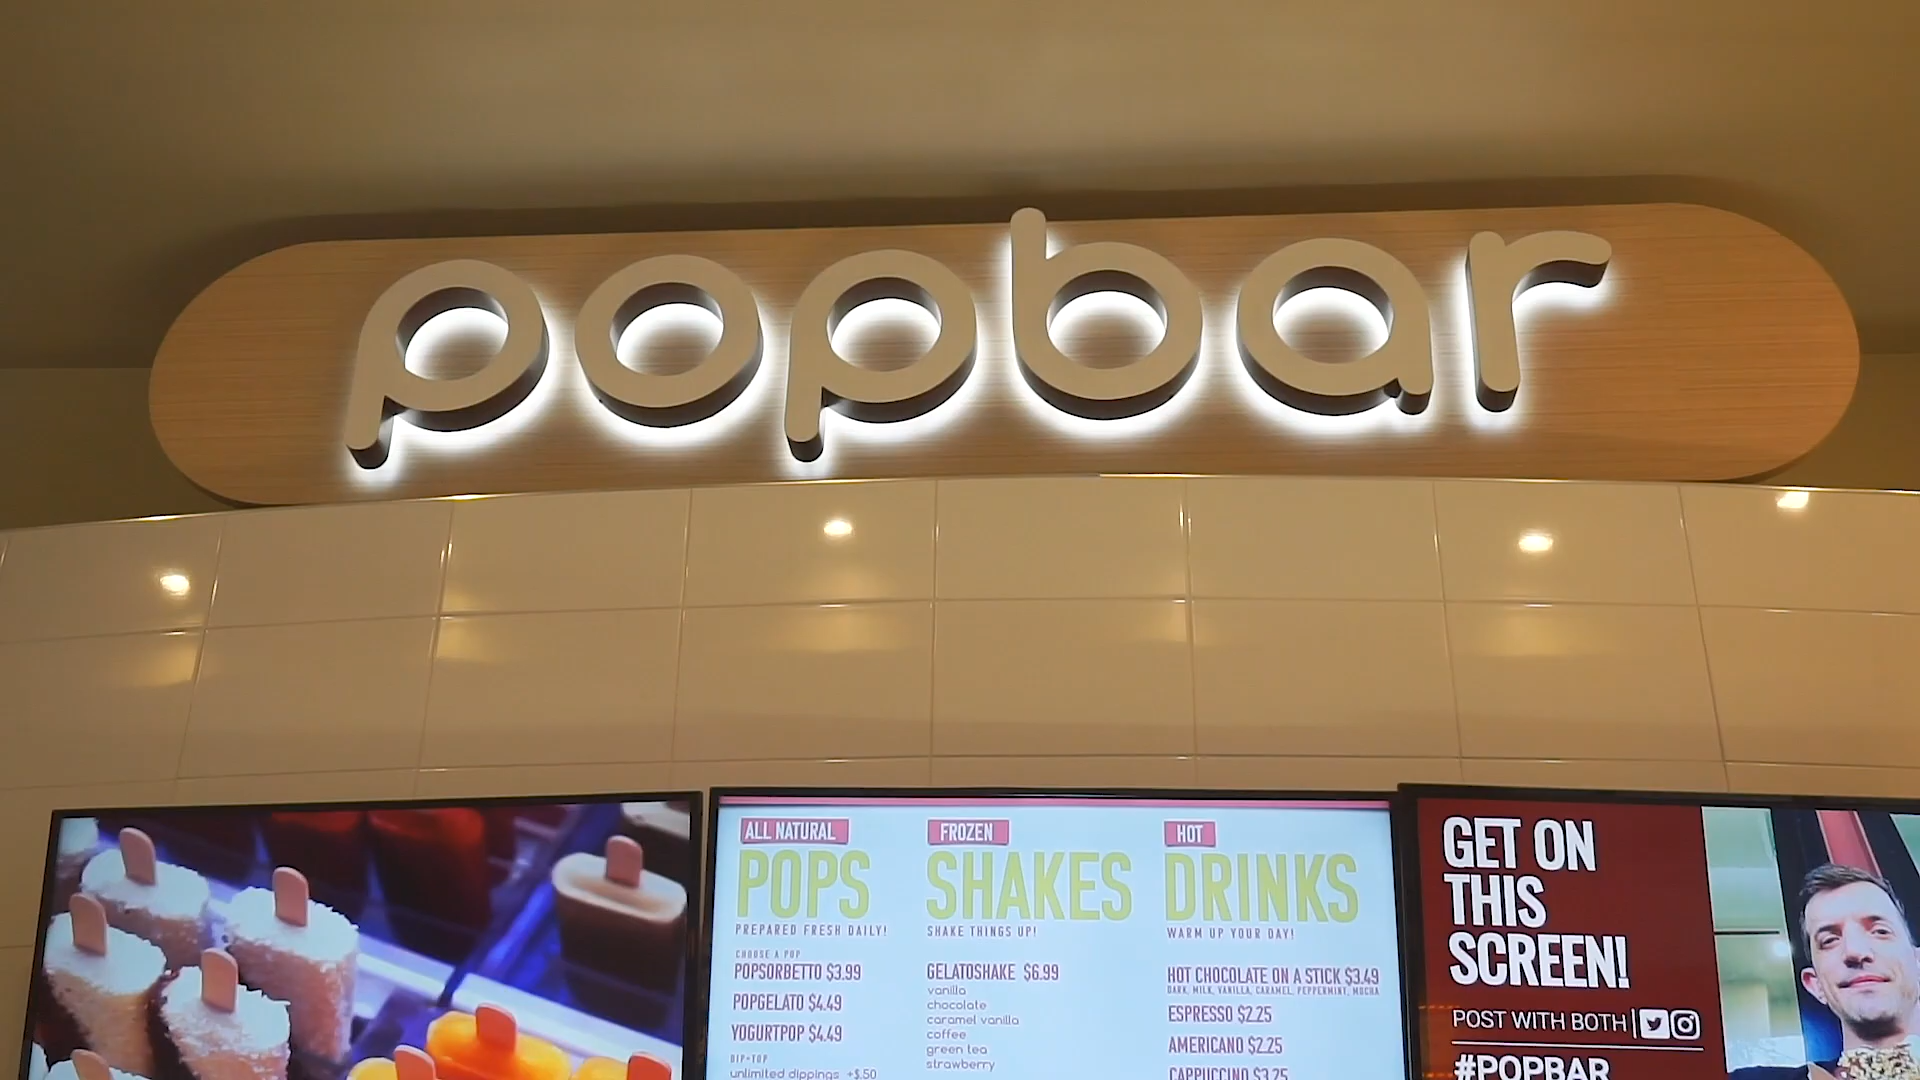 popbar
ALL NATURAL
POPS
PREPARED FRESH DAILY!
CHOOSE A POP
POPSORBETTO $3.99
POPGELATO $4.49
YOGURTPOP $4.49
DIP+TOP
unlimited dippings +$.50
FROZEN
SHAKES
SHAKE THINGS UP!
GELATOSHAKE $6.99
vanilla
chocolate
caramel vanilla
coffee
green tea
strawberry
HOT
DRINKS
WARM UP YOUR DAY!
HOT CHOCOLATE ON A STICK $3.49
DARK, MILK, VANILLA, CARAMEL, PEPPERMINT, MOCHA
ESPRESSO $2.25
AMERICANO $2.25
CAPPUCCINO $3.25
GET ON
THIS
SCREEN!
POST WITH BOTH
#POPBAR